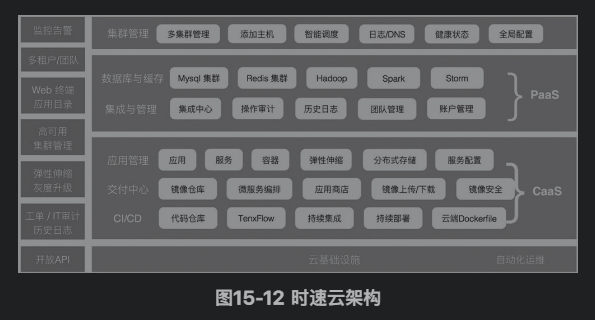 监控告警
多租户/团队
Web 终端
应用目录
高可用
集群管理
弹性伸缩
灰度升级
工单 / IT审计
历史日志
开放API
集群管理 多集群管理 添加主机 智能调度 日志/DNS 健康状态 全局配置
数据库与缓存 Mysql 集群 Redis 集群 Hadoop Spark Storm
集成与管理 集成中心 操作审计 历史日志 团队管理 账户管理
PaaS
应用管理 应用 服务 容器 弹性伸缩 分布式存储 服务配置
交付中心 镜像仓库 微服务编排 应用商店 镜像上传/下载 镜像安全
CI/CD 代码仓库 TenxFlow 持续集成 持续部署 云端Dockerfile
CaaS
云基础设施 自动化运维
图15-12 时速云架构